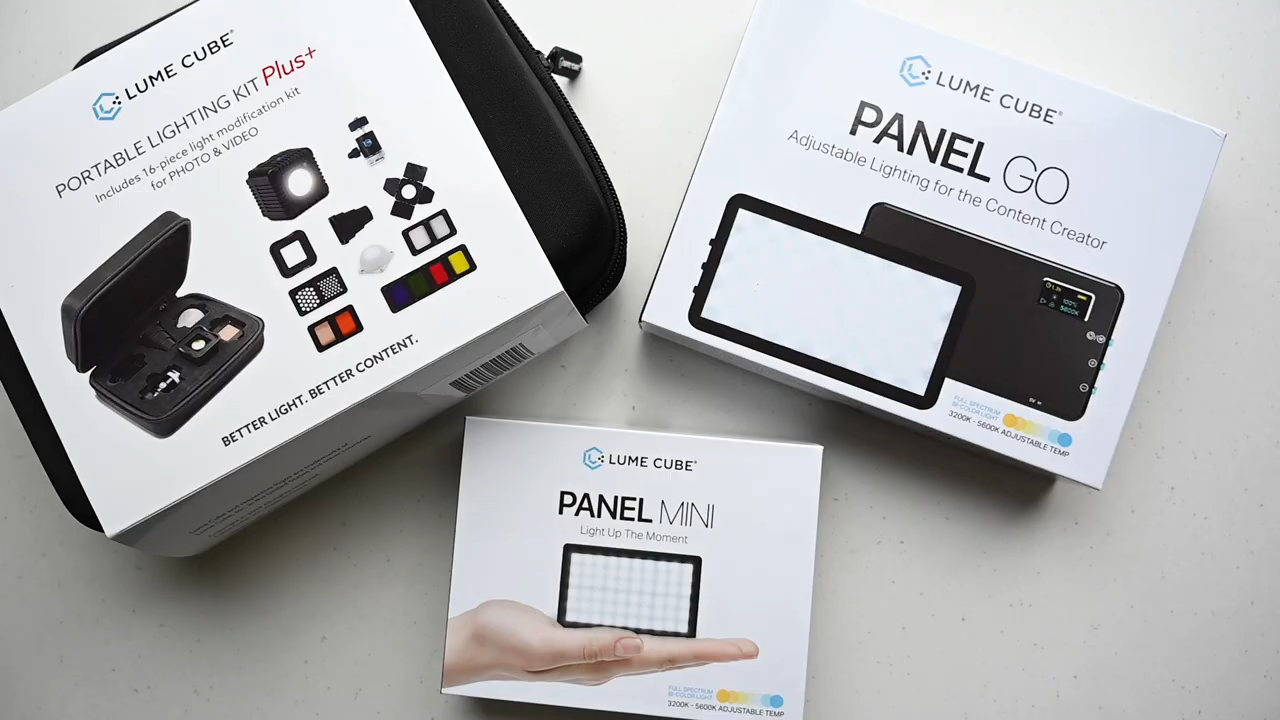 LUME CUBE®
PORTABLE LIGHTING KIT Plus+
Includes 16-piece light modification kit
for PHOTO & VIDEO
BETTER LIGHT. BETTER CONTENT.
LUME CUBE®
PANEL GO
Adjustable Lighting for the Content Creator
100%
5600K
FULL SPECTRUM
BI-COLOR LIGHT
3200K - 5600K ADJUSTABLE TEMP
LUME CUBE®
PANEL MINI
Light Up The Moment
FULL SPECTRUM
BI-COLOR LIGHT
3200K - 5600K ADJUSTABLE TEMP